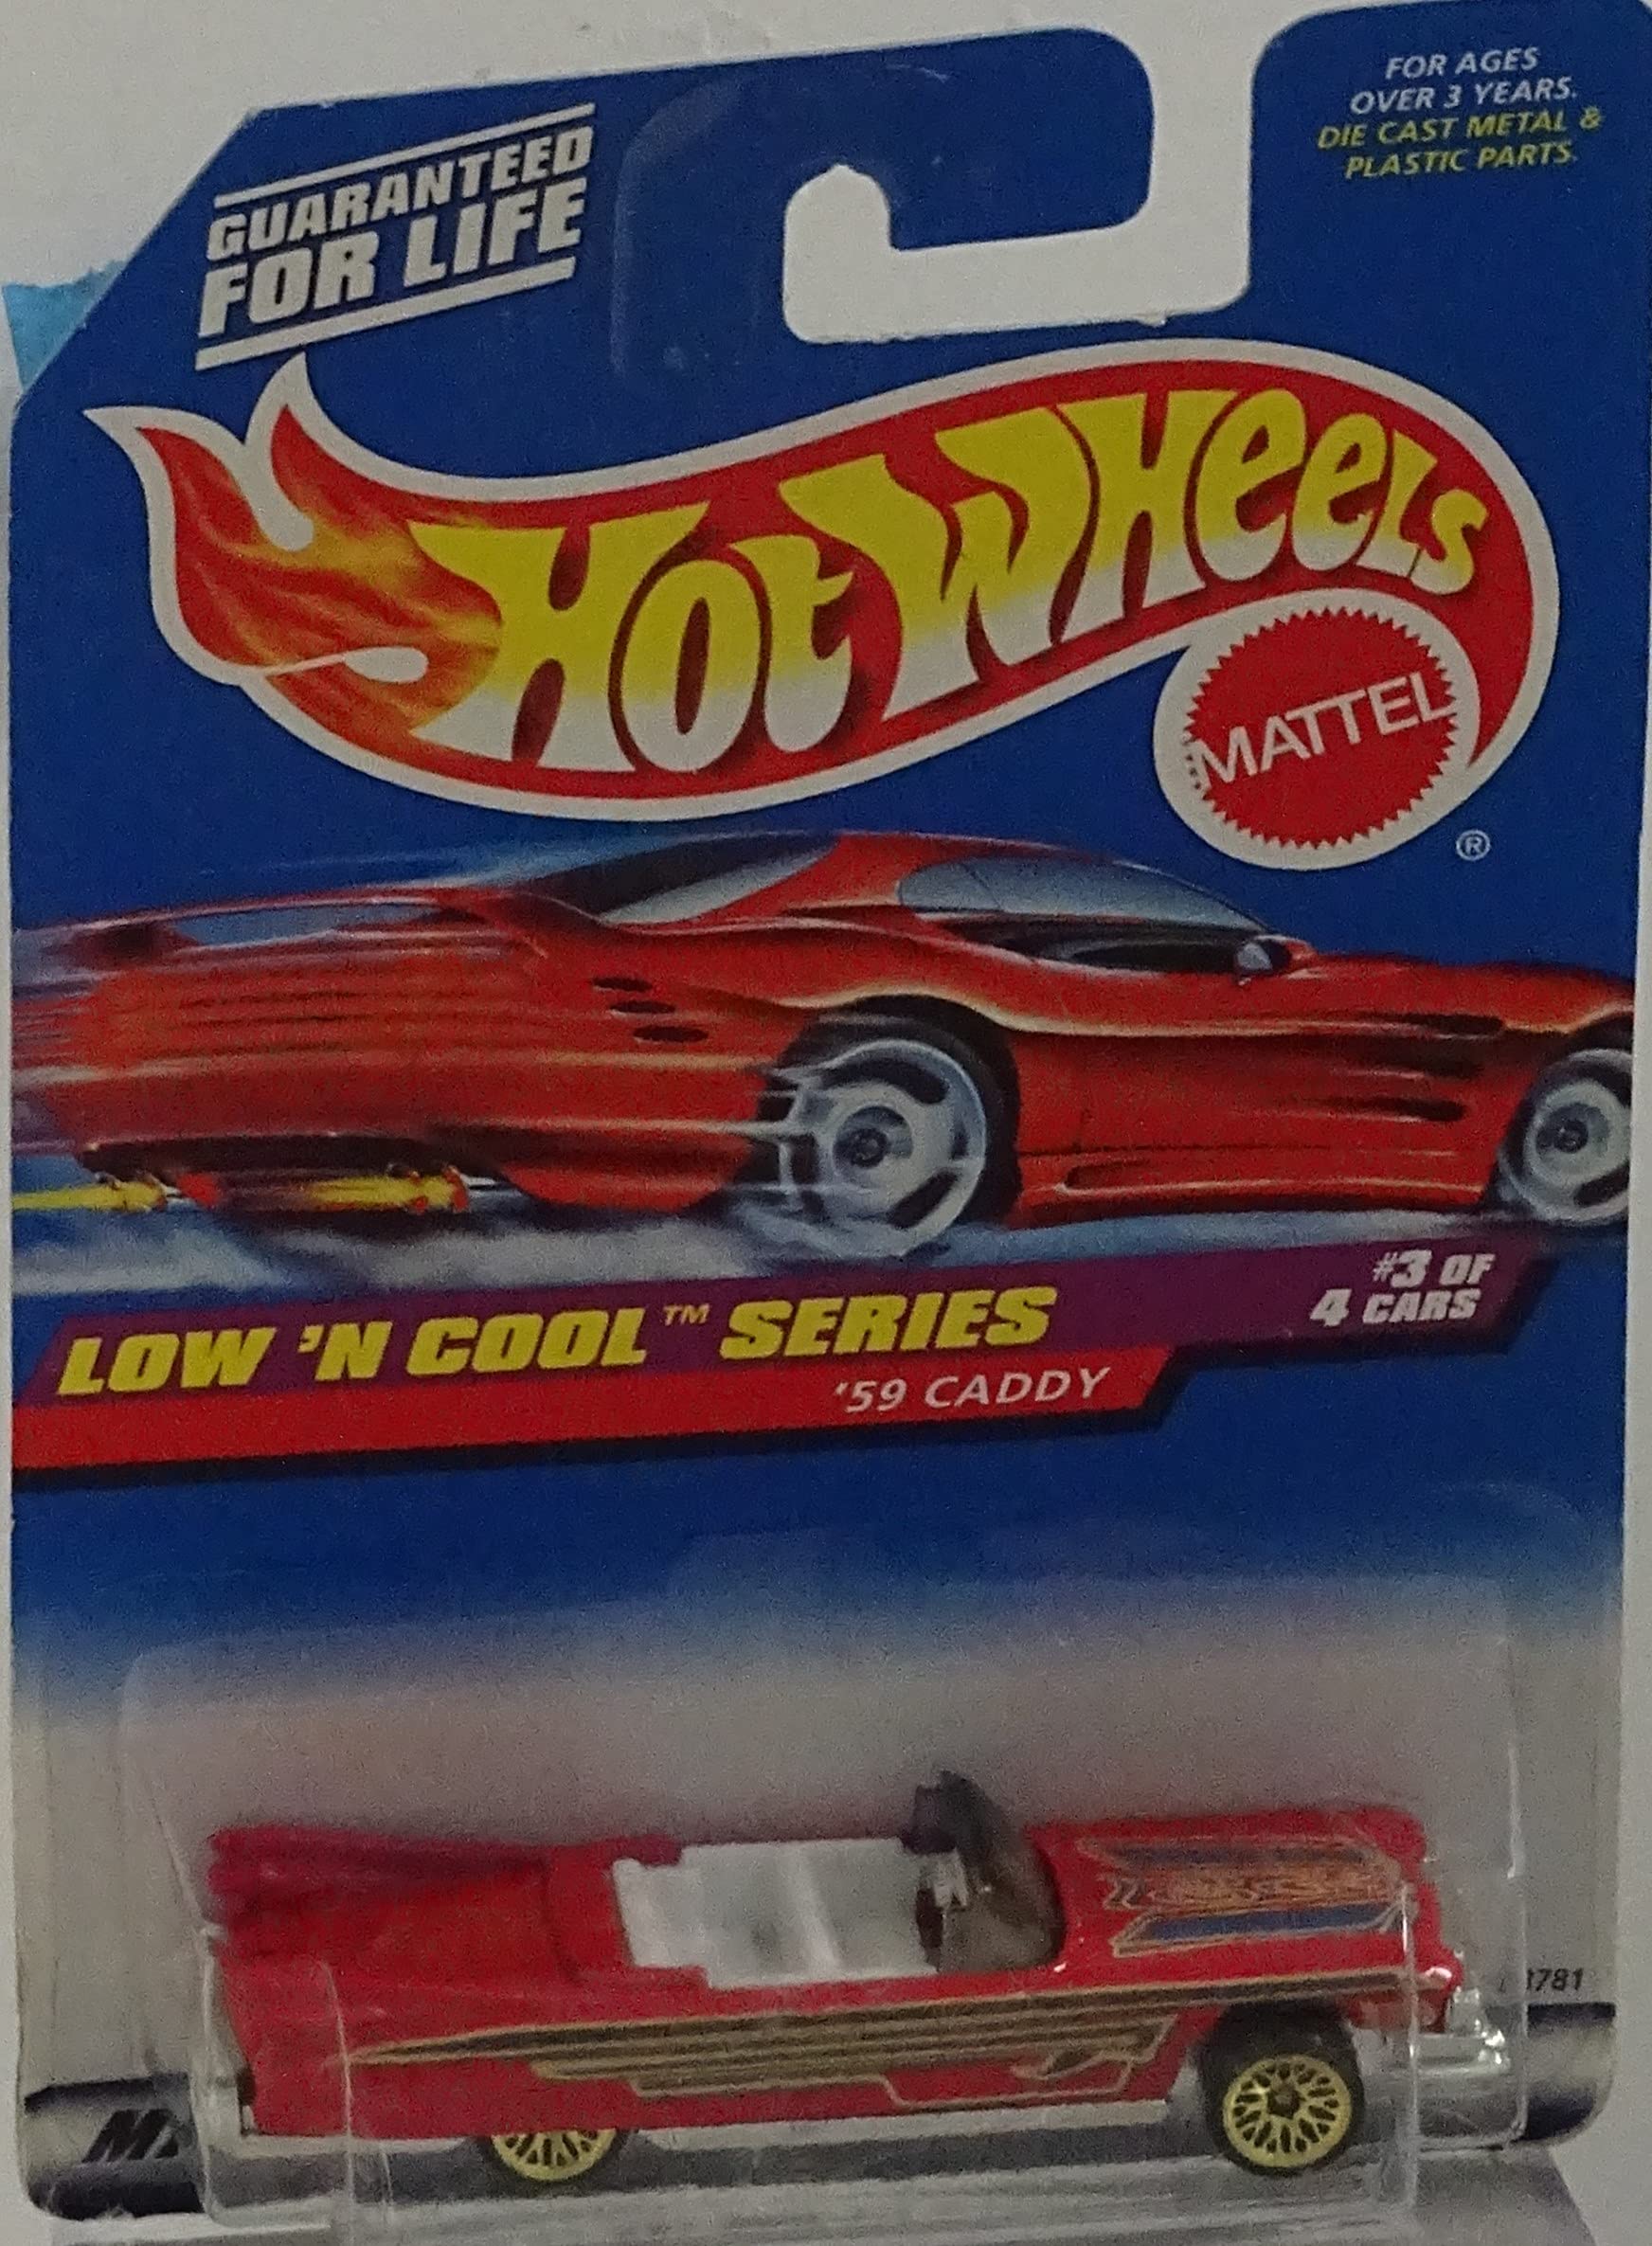 FOR AGES
OVER 3 YEARS.
DIE CAST METAL &
PLASTIC PARTS.
GUARANTEED
FOR LIFE
Hot Wheels
MATTEL
®
#3 OF
4 CARS
LOW 'N COOL™ SERIES
'59 CADDY